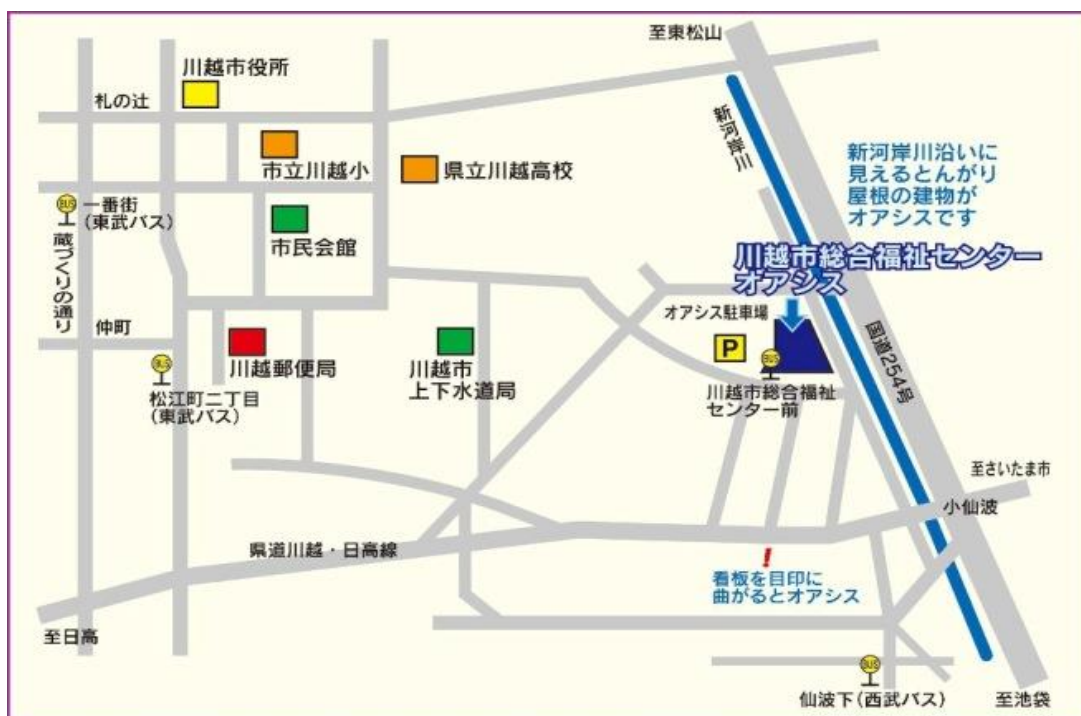 至東松山
川越市役所
札の辻
市立川越小
県立川越高校
新河岸川
新河岸川沿いに
見えるとんがり
屋根の建物が
オアシスです
BUS
一番街
(東武バス)
市民会館
蔵づくりの通り
川越市総合福祉センター
オアシス
オアシス駐車場
仲町
P
BUS
国道254号
BUS
川越郵便局
川越市
上下水道局
松江町二丁目
(東武バス)
川越市総合福祉
センター前
至さいたま市
小仙波
県道川越・日高線
!
看板を目印に
曲がるとオアシス
至日高
BUS
仙波下(西武バス)
至池袋